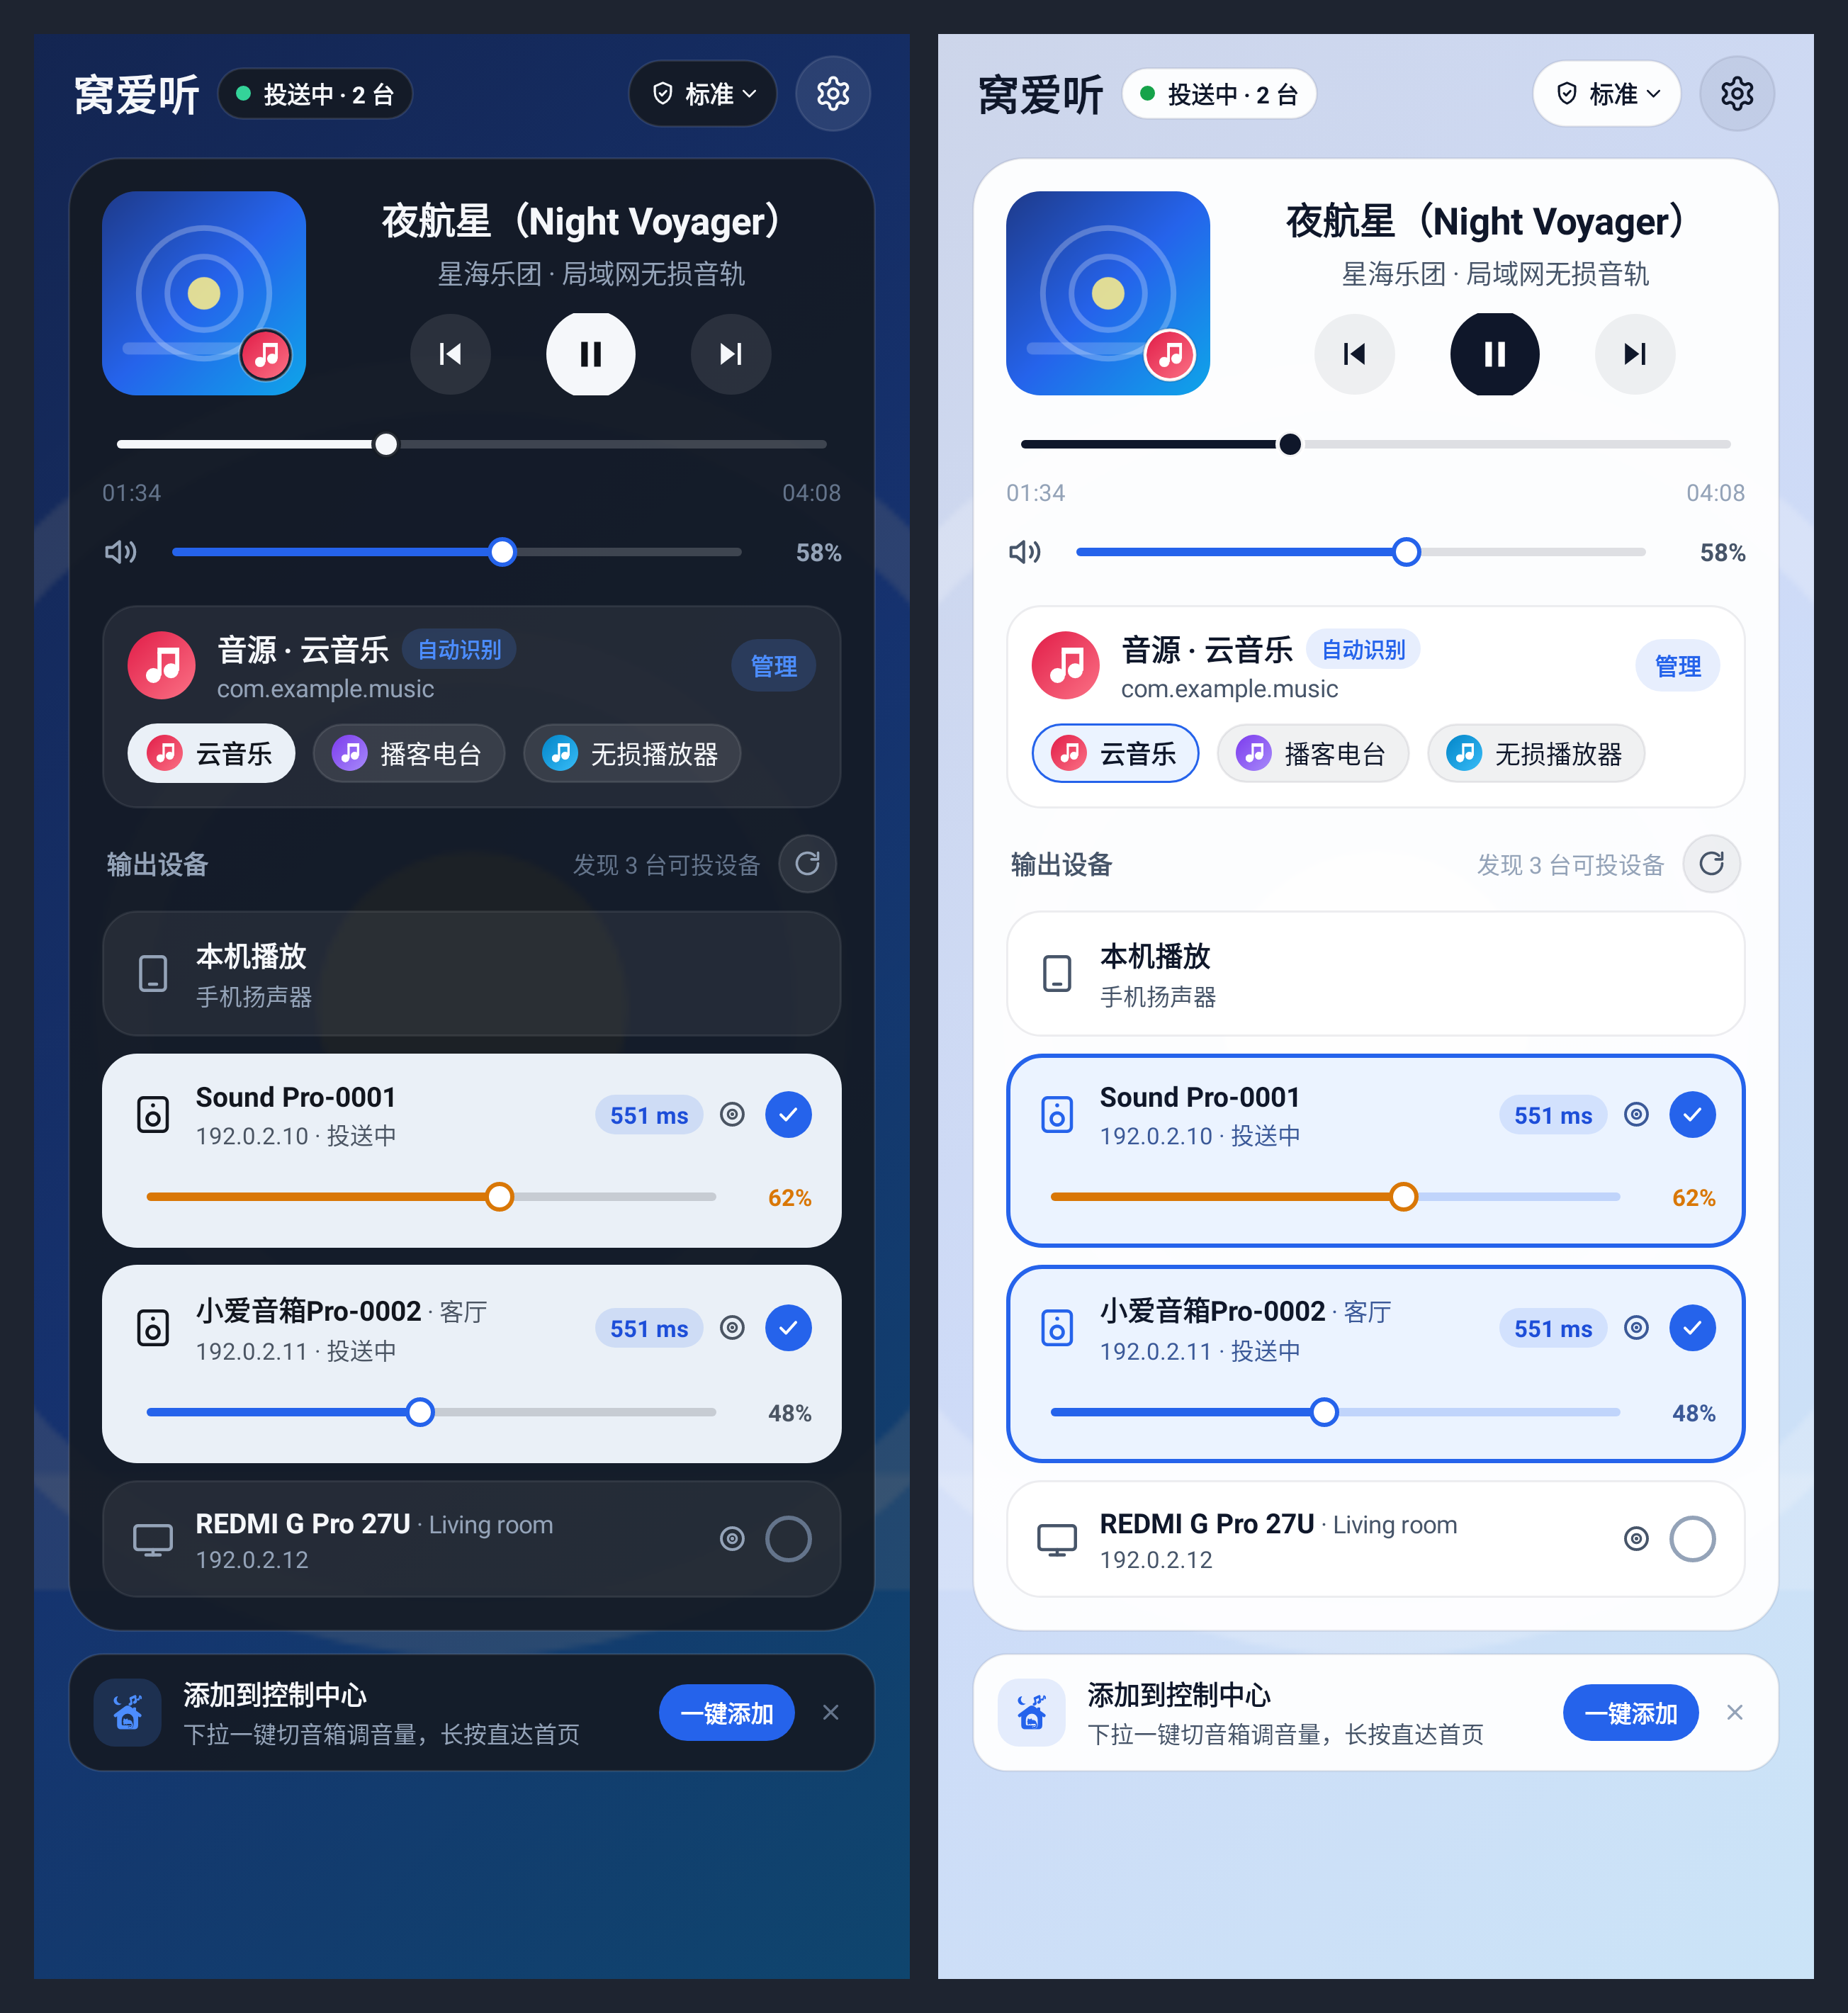 窝爱听
投送中 · 2 台
标准
夜航星（Night Voyager）
星海乐团 · 局域网无损音轨
01:34
04:08
58%
音源 · 云音乐
自动识别
com.example.music
管理
云音乐
播客电台
无损播放器
输出设备
发现 3 台可投设备
本机播放
手机扬声器
Sound Pro-0001
192.0.2.10 · 投送中
551 ms
62%
小爱音箱Pro-0002 · 客厅
192.0.2.11 · 投送中
551 ms
48%
REDMI G Pro 27U · Living room
192.0.2.12
添加到控制中心
下拉一键切音箱调音量，长按直达首页
一键添加
窝爱听
投送中 · 2 台
标准
夜航星（Night Voyager）
星海乐团 · 局域网无损音轨
01:34
04:08
58%
音源 · 云音乐
自动识别
com.example.music
管理
云音乐
播客电台
无损播放器
输出设备
发现 3 台可投设备
本机播放
手机扬声器
Sound Pro-0001
192.0.2.10 · 投送中
551 ms
62%
小爱音箱Pro-0002 · 客厅
192.0.2.11 · 投送中
551 ms
48%
REDMI G Pro 27U · Living room
192.0.2.12
添加到控制中心
下拉一键切音箱调音量，长按直达首页
一键添加